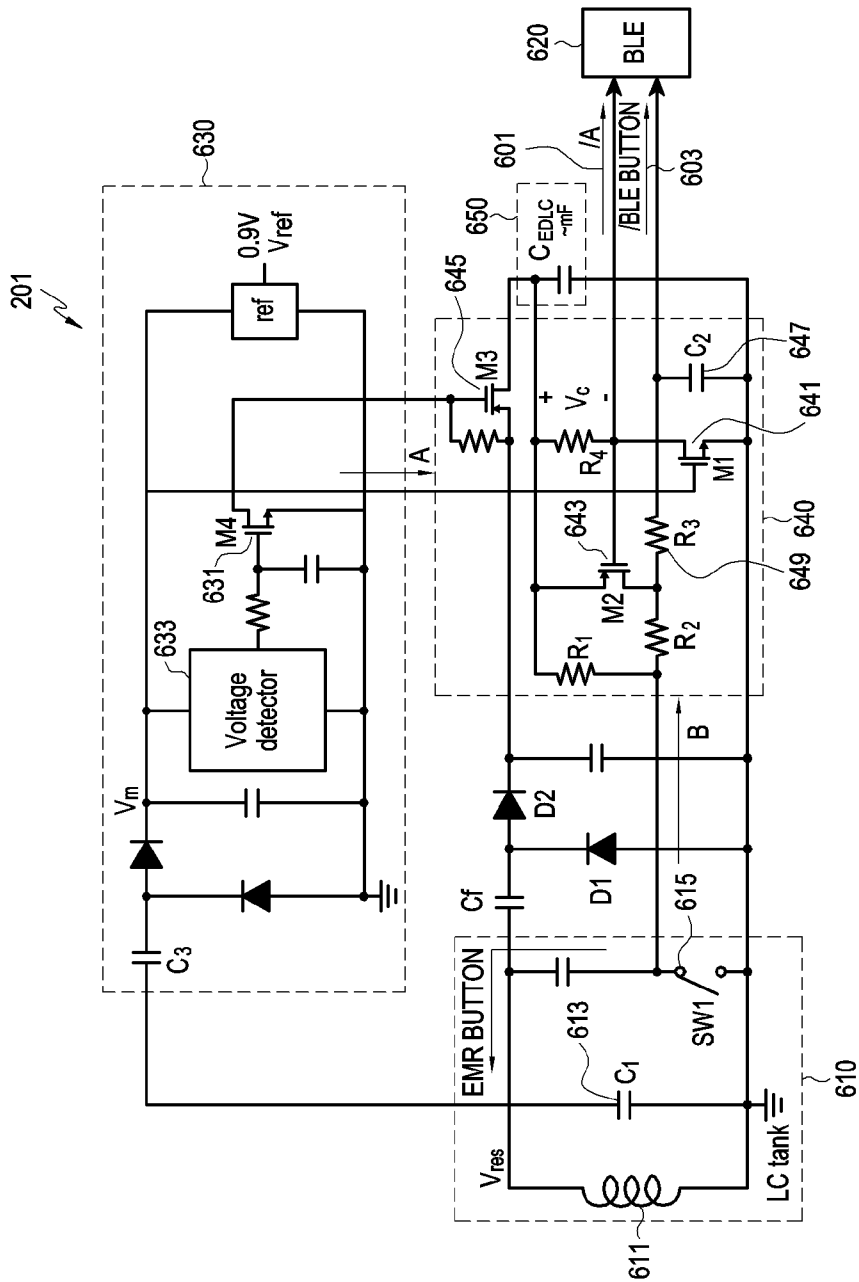 201
630
Vm
633
Voltage
detector
M4
631
ref
0.9V
Vref
C3
A
645
M3
650
CEDLC
~mF
601
/A
620
BLE
/BLE BUTTON
603
EMR BUTTON
Vres
613
C1
611
LC tank
610
SW1
615
Cf
D1
D2
B
R1
643
M2
R2
R3
649
+
Vc
-
R4
C2
647
641
M1
640